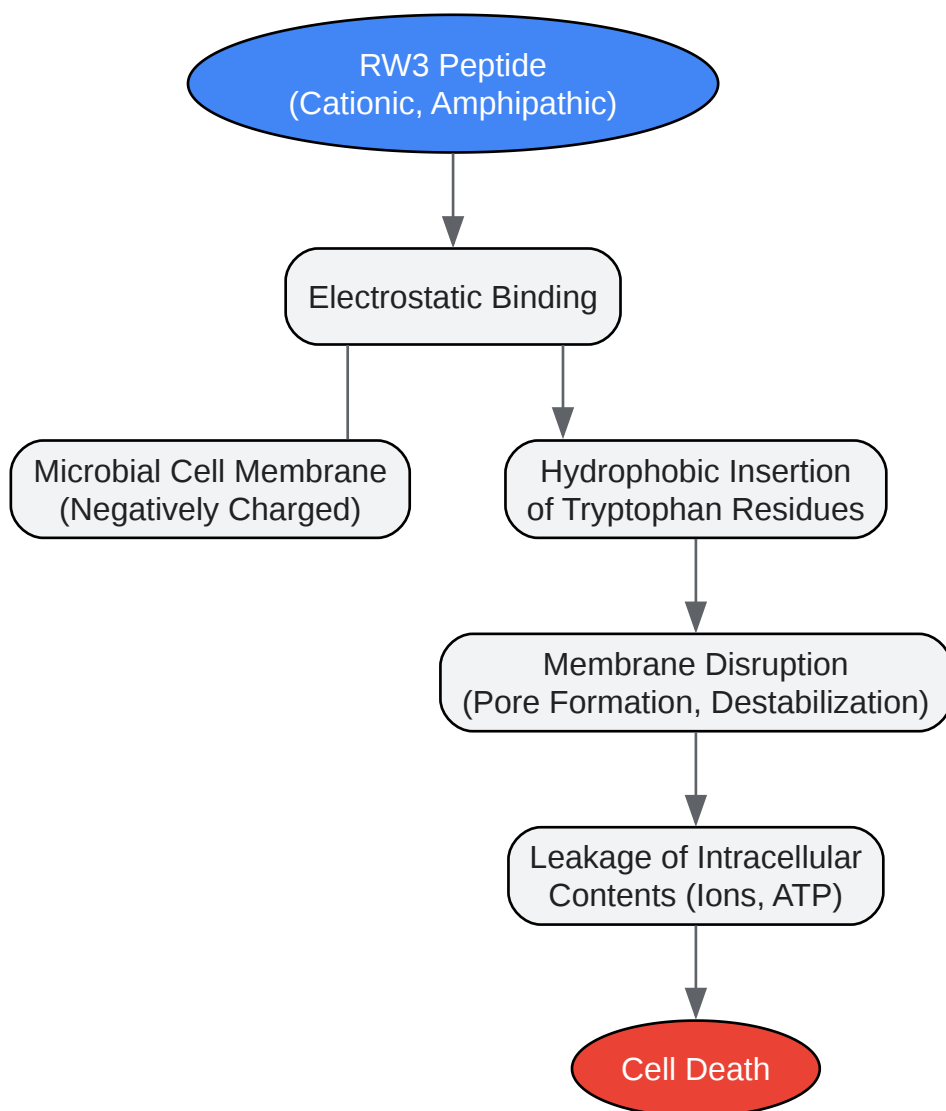 RW3 Peptide
(Cationic, Amphipathic)
Electrostatic Binding
Microbial Cell Membrane
(Negatively Charged)
Hydrophobic Insertion
of Tryptophan Residues
Membrane Disruption
(Pore Formation, Destabilization)
Leakage of Intracellular
Contents (Ions, ATP)
Cell Death